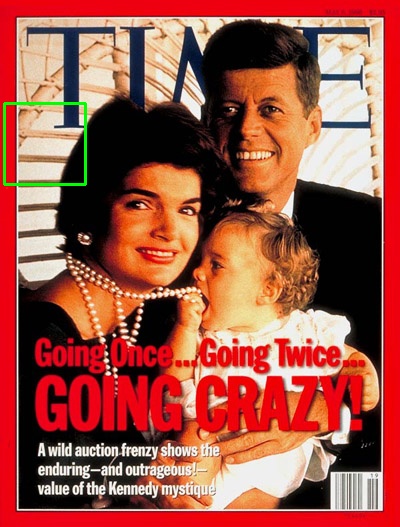 TIME
Going Once...Going Twice...
GOING CRAZY!
A wild auction frenzy shows the
enduring—and outrageous!—
value of the Kennedy mystique
19